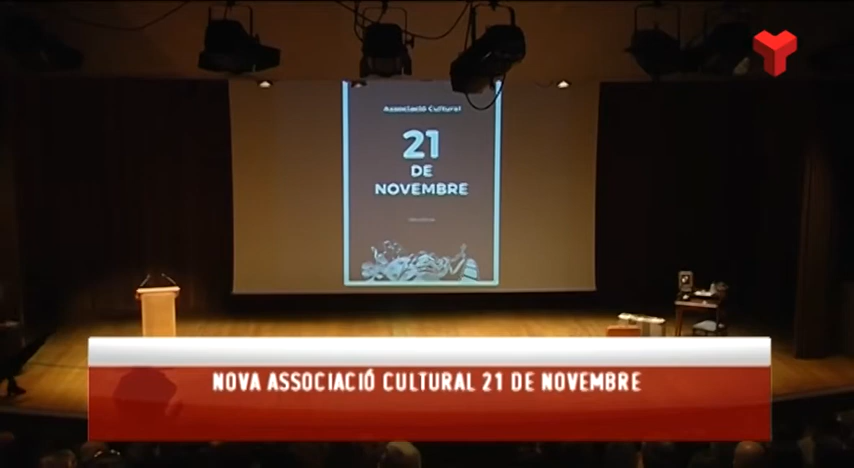 Associació Cultural
21
DE
NOVEMBRE
NOVA ASSOCIACIÓ CULTURAL 21 DE NOVEMBRE